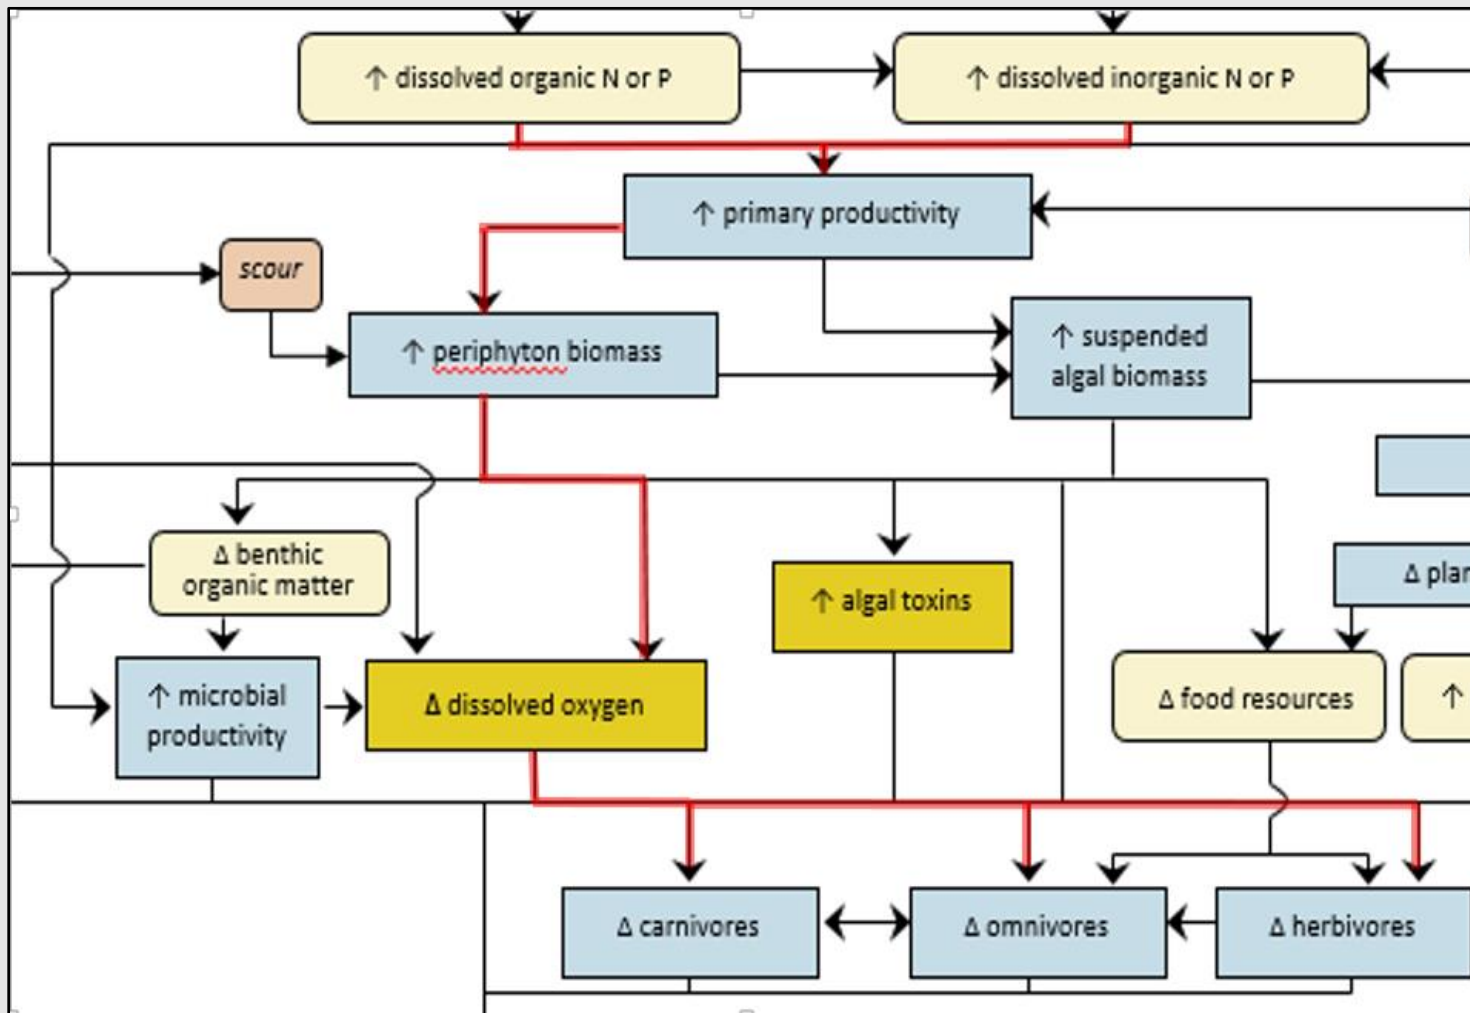 ↑ dissolved organic N or P
↑ dissolved inorganic N or P
↑ primary productivity
scour
↑ periphyton biomass
↑ suspended
algal biomass
Δ benthic
organic matter
↑ algal toxins
Δ plan
↑ microbial
productivity
Δ dissolved oxygen
Δ food resources
↑
Δ carnivores
Δ omnivores
Δ herbivores